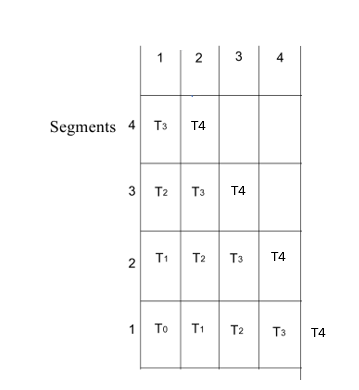 1 2 3 4
Segments 4 T3 T4
3 T2 T3 T4
2 T1 T2 T3 T4
1 T0 T1 T2 T3 T4